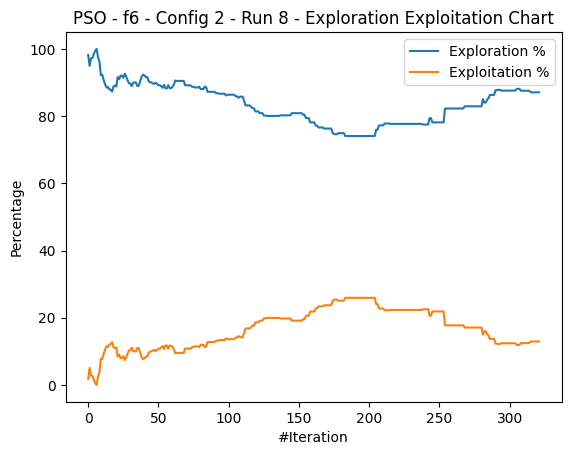 PSO - f6 - Config 2 - Run 8 - Exploration Exploitation Chart
Exploration %
Exploitation %
Percentage
100
80
60
40
20
0
0 50 100 150 200 250 300
#Iteration